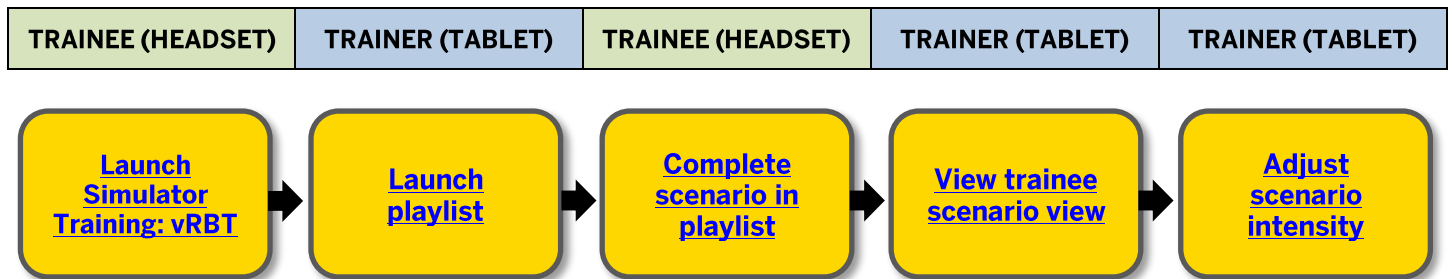 TRAINEE (HEADSET) TRAINER (TABLET) TRAINEE (HEADSET) TRAINER (TABLET) TRAINER (TABLET)
Launch
Simulator
Training: vRBT
Launch
playlist
Complete
scenario in
playlist
View trainee
scenario view
Adjust
scenario
intensity